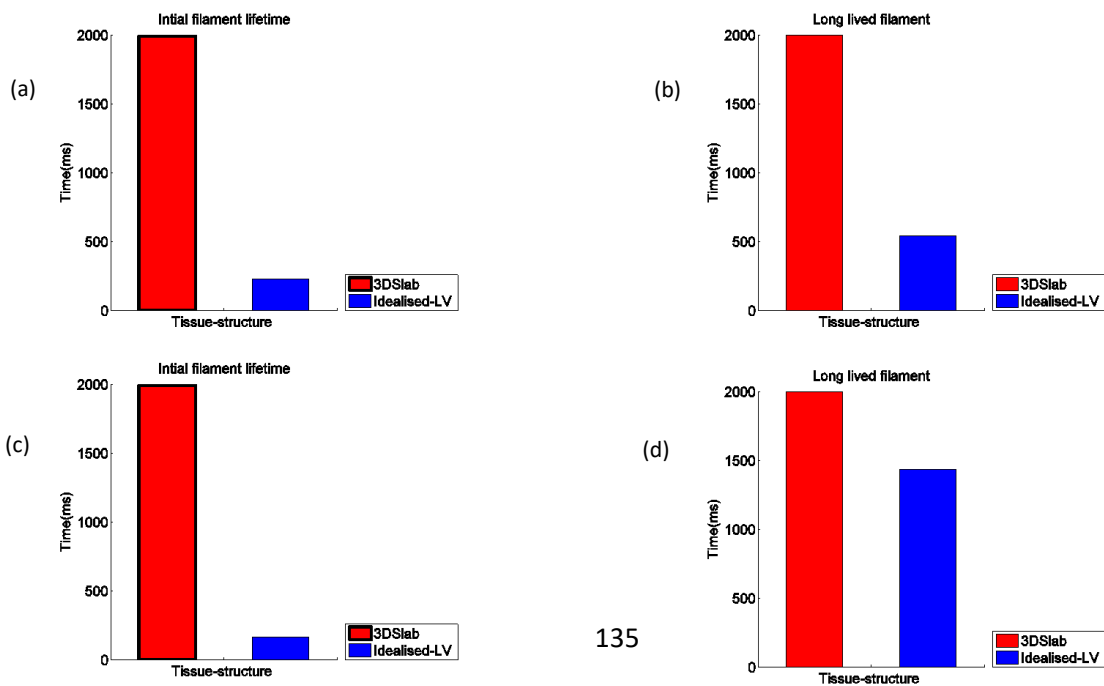 Intial filament lifetime
(a)
Time(ms)
2000
1500
1000
500
0
3DSlab
Idealised-LV
Tissue-structure
Long lived filament
(b)
Time(ms)
2000
1500
1000
500
0
3DSlab
Idealised-LV
Tissue-structure
Intial filament lifetime
(c)
Time(ms)
2000
1500
1000
500
0
3DSlab
Idealised-LV
Tissue-structure
135
Long lived filament
(d)
Time(ms)
2000
1500
1000
500
0
3DSlab
Idealised-LV
Tissue-structure